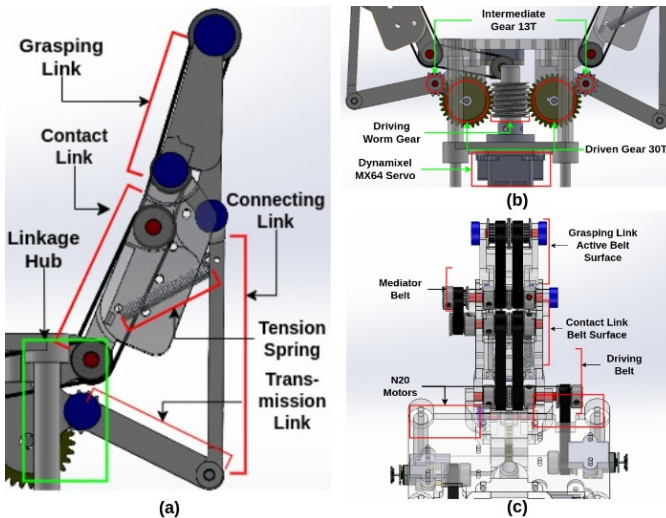 Grasping
Link
Contact
Link
Linkage
Hub
Connecting
Link
Tension
Spring
Trans-
mission
Link
(a)
Intermediate
Gear 13T
Driving
Worm Gear
Driven Gear 30T
Dynamixel
MX64 Servo
(b)
Grasping Link
Active Belt
Surface
Mediator
Belt
Contact Link
Belt Surface
Driving
Belt
N20
Motors
(c)